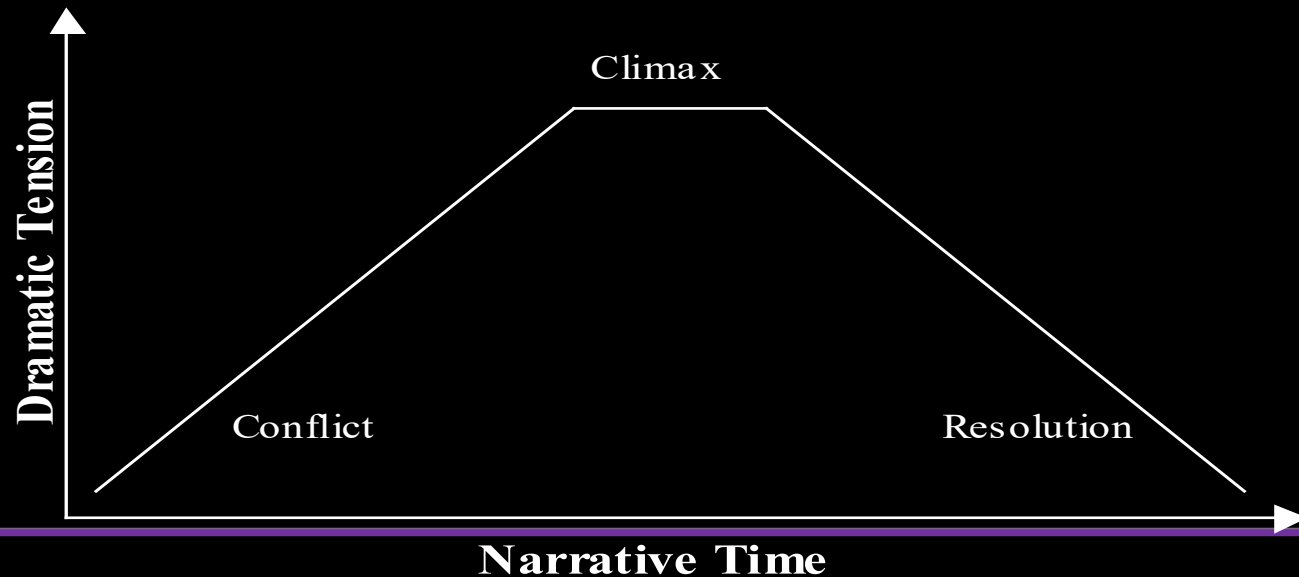 Climax
Dramatic Tension
Conflict
Resolution
Narrative Time